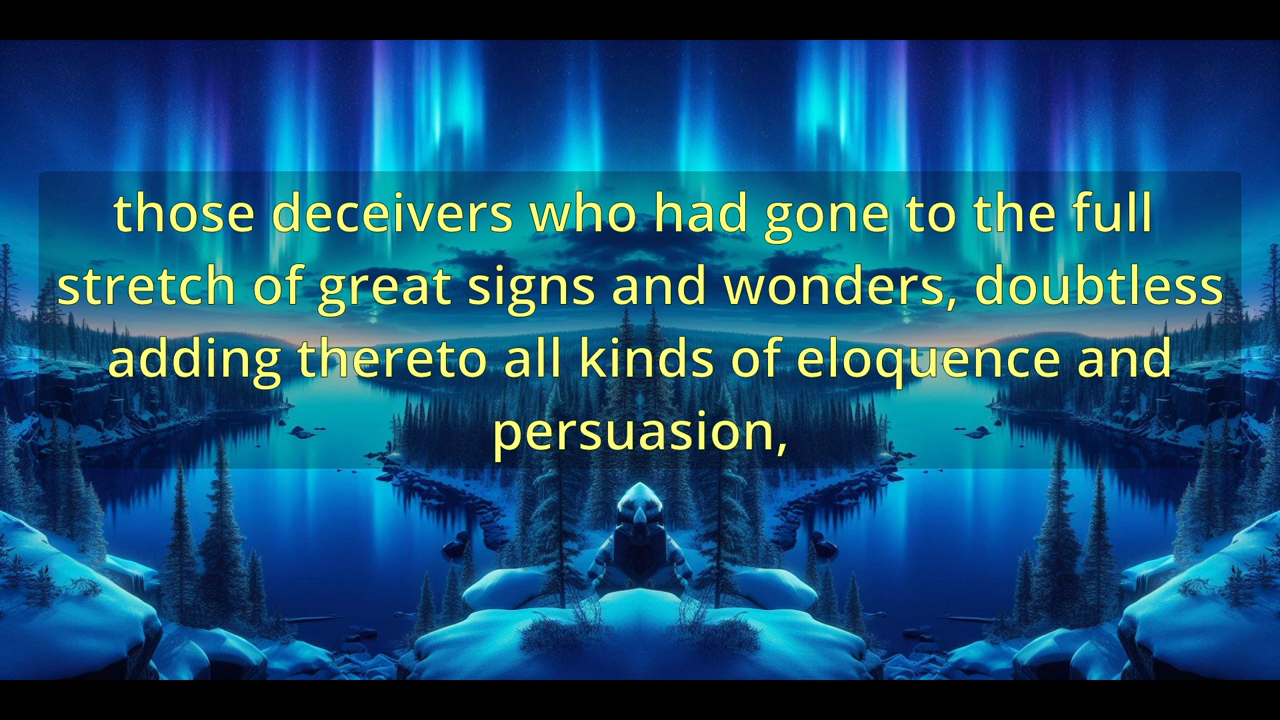 those deceivers who had gone to the full
stretch of great signs and wonders, doubtless
adding thereto all kinds of eloquence and
persuasion,